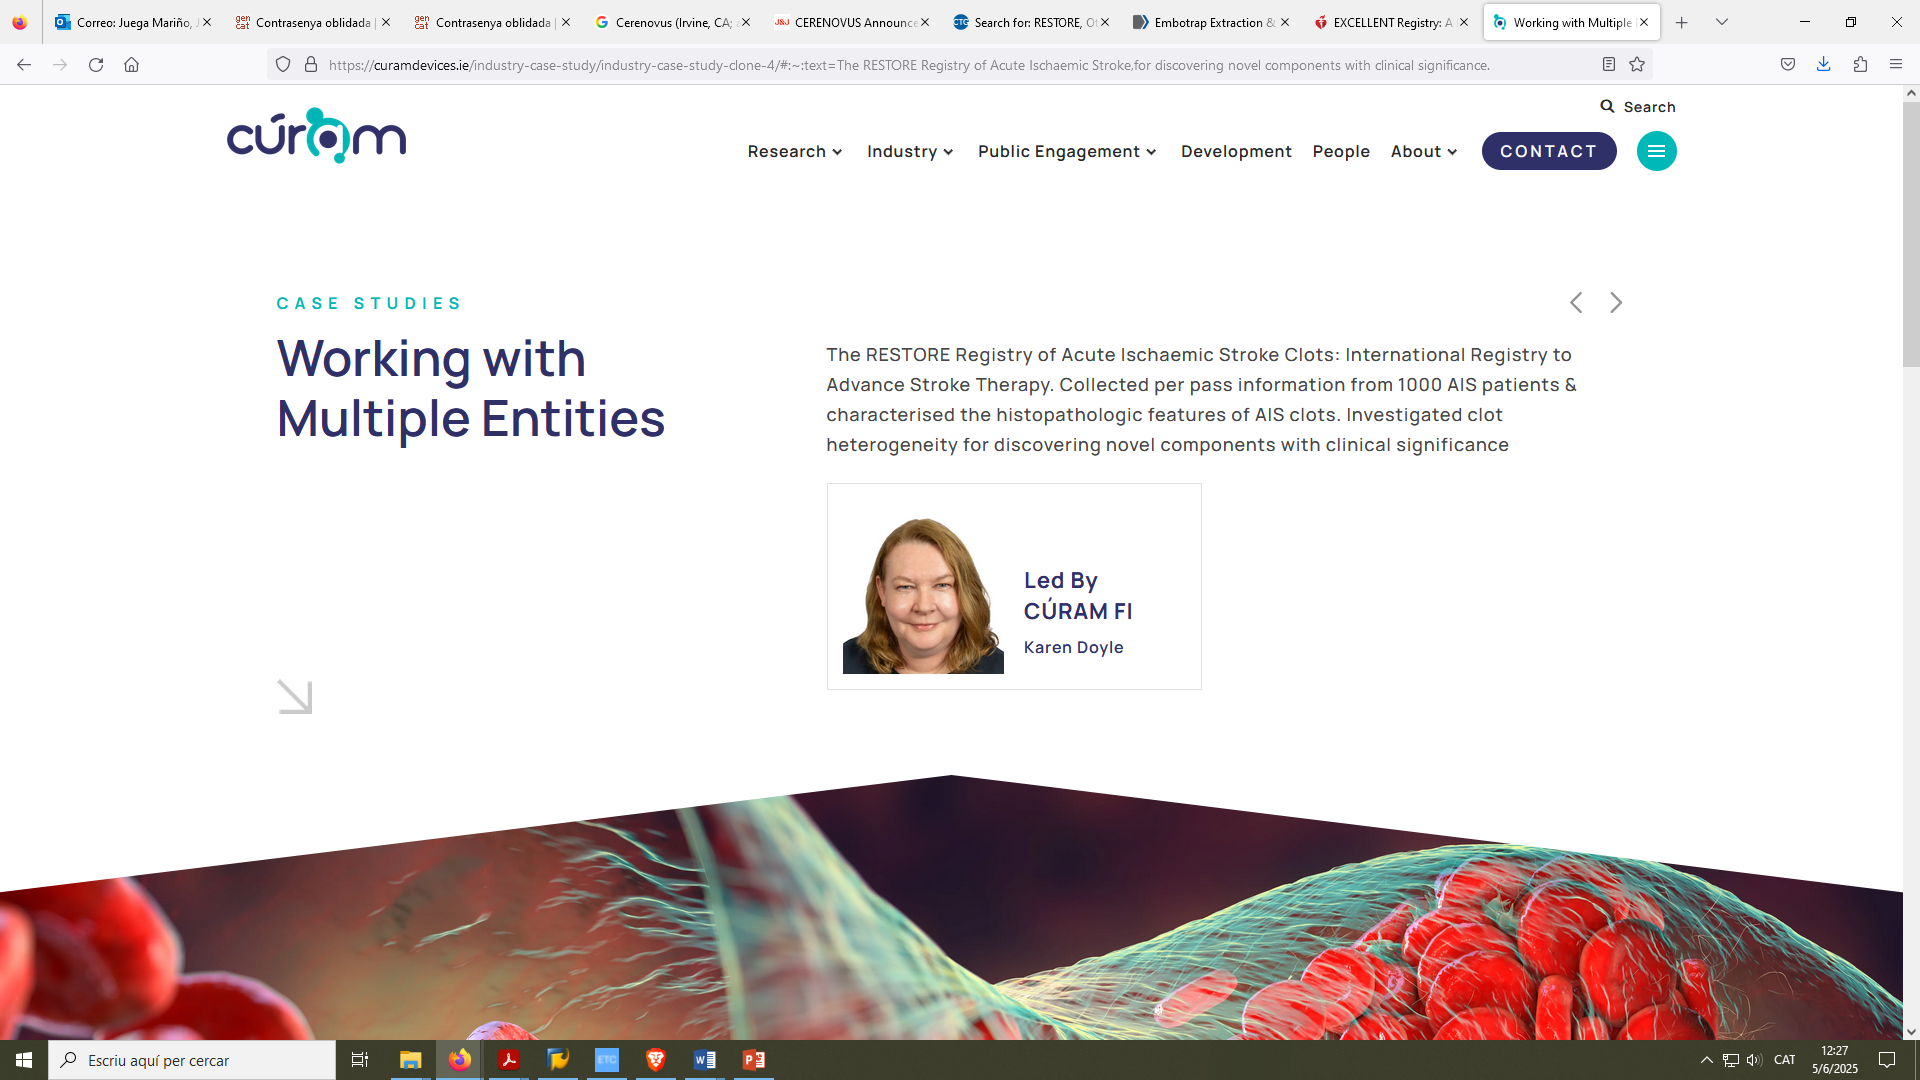 Correo: Juega Mariño, J
Contrasenya oblidada |
Contrasenya oblidada |
Cerenovus (Irvine, CA; a
J&J CERENOVUS Announce
CTG Search for: RESTORE, Ot
Embotrap Extraction &
EXCELLENT Registry: A
Working with Multiple
https://curamdevices.ie/industry-case-study/industry-case-study-clone-4/#:~:text=The RESTORE Registry of Acute Ischaemic Stroke,for discovering novel components with clinical significance.
Search
cúram
Research
Industry
Public Engagement
Development
People
About
CONTACT
CASE STUDIES
Working with
Multiple Entities
The RESTORE Registry of Acute Ischaemic Stroke Clots: International Registry to
Advance Stroke Therapy. Collected per pass information from 1000 AIS patients &
characterised the histopathologic features of AIS clots. Investigated clot
heterogeneity for discovering novel components with clinical significance
Led By
CÚRAM FI
Karen Doyle
Escriu aquí per cercar
ETC
CAT
12:27
5/6/2025